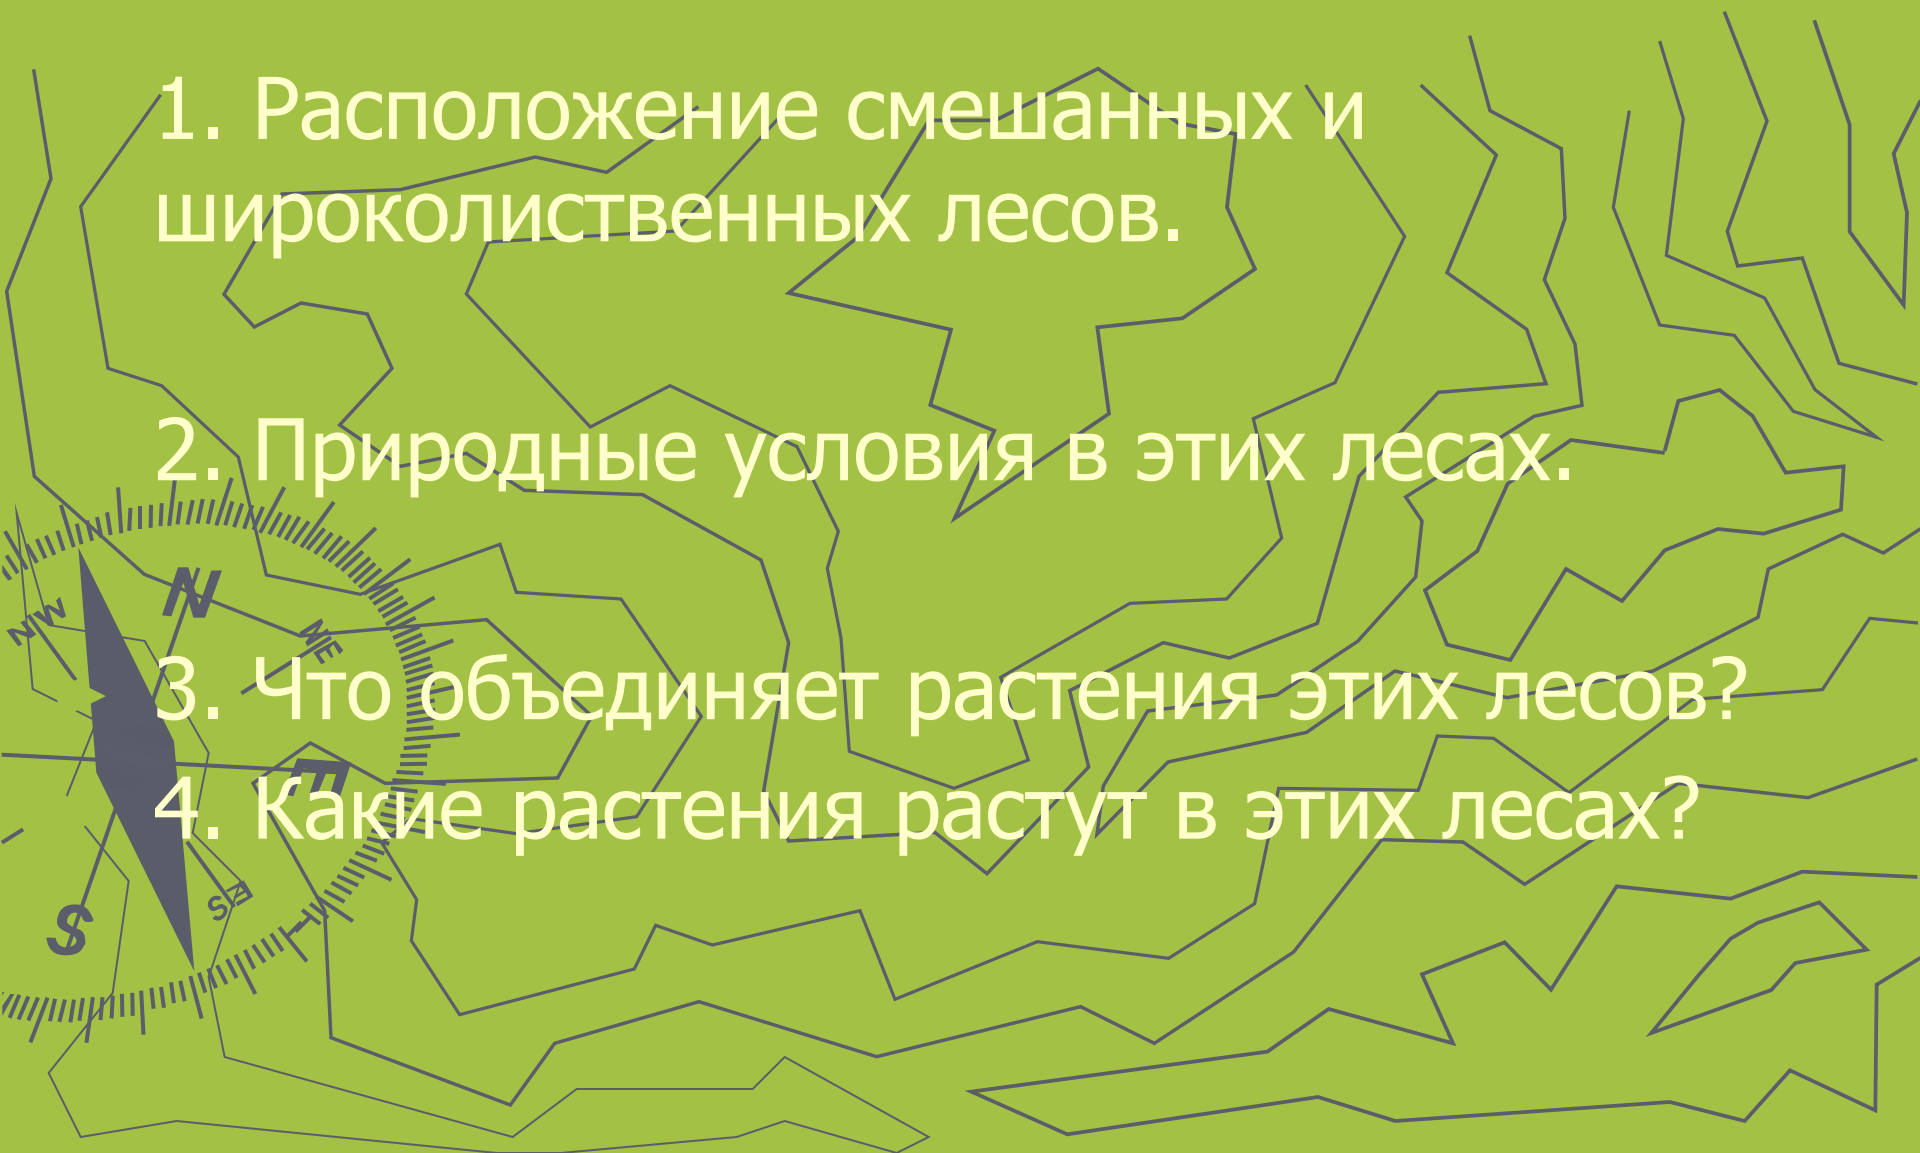 1. Расположение смешанных и
широколиственных лесов.
2. Природные условия в этих лесах.
3. Что объединяет растения этих лесов?
4. Какие растения растут в этих лесах?
NW
N
NE
E
SE
S